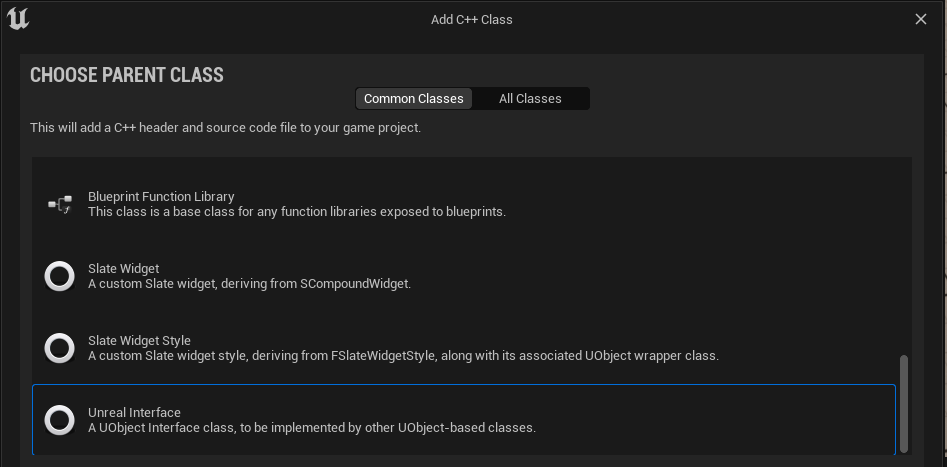 Add C++ Class
CHOOSE PARENT CLASS
Common Classes
All Classes
This will add a C++ header and source code file to your game project.
Blueprint Function Library
This class is a base class for any function libraries exposed to blueprints.
Slate Widget
A custom Slate widget, deriving from SCompoundWidget.
Slate Widget Style
A custom Slate widget style, deriving from FSlateWidgetStyle, along with its associated UObject wrapper class.
Unreal Interface
A UObject Interface class, to be implemented by other UObject-based classes.